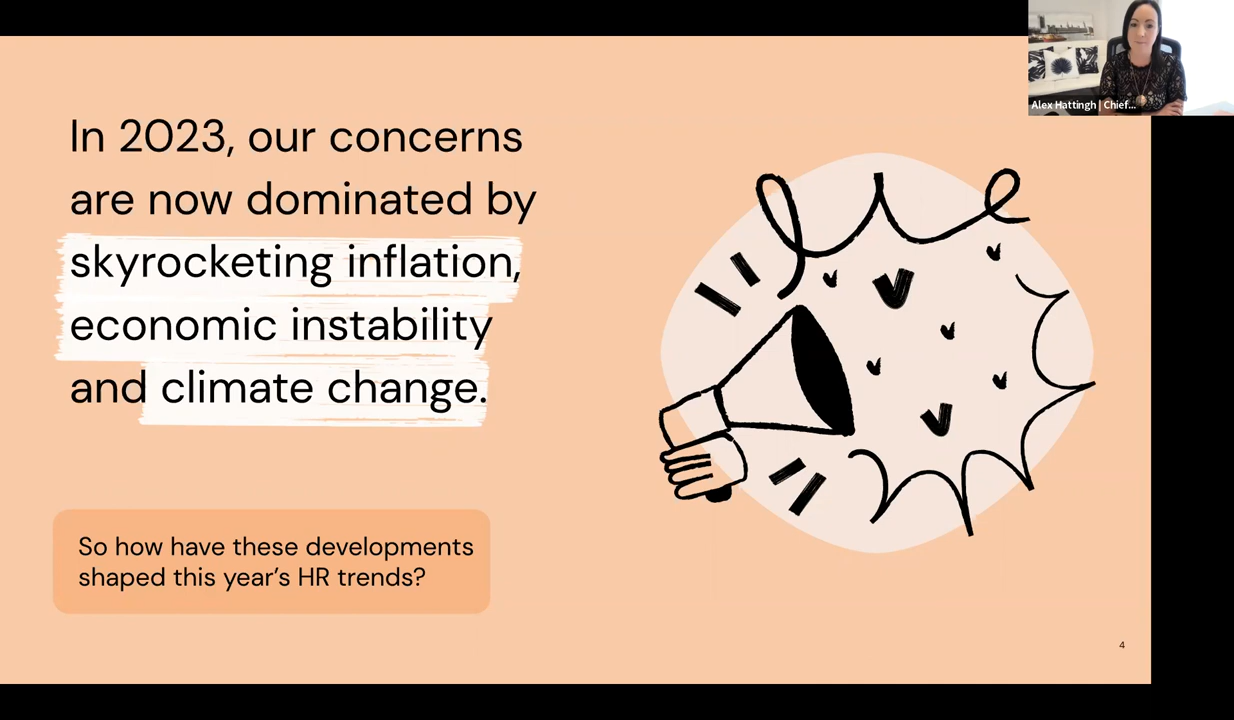 In 2023, our concerns
are now dominated by
skyrocketing inflation,
economic instability
and climate change.
So how have these developments
shaped this year’s HR trends?
4
Alex Hattingh | Chief...